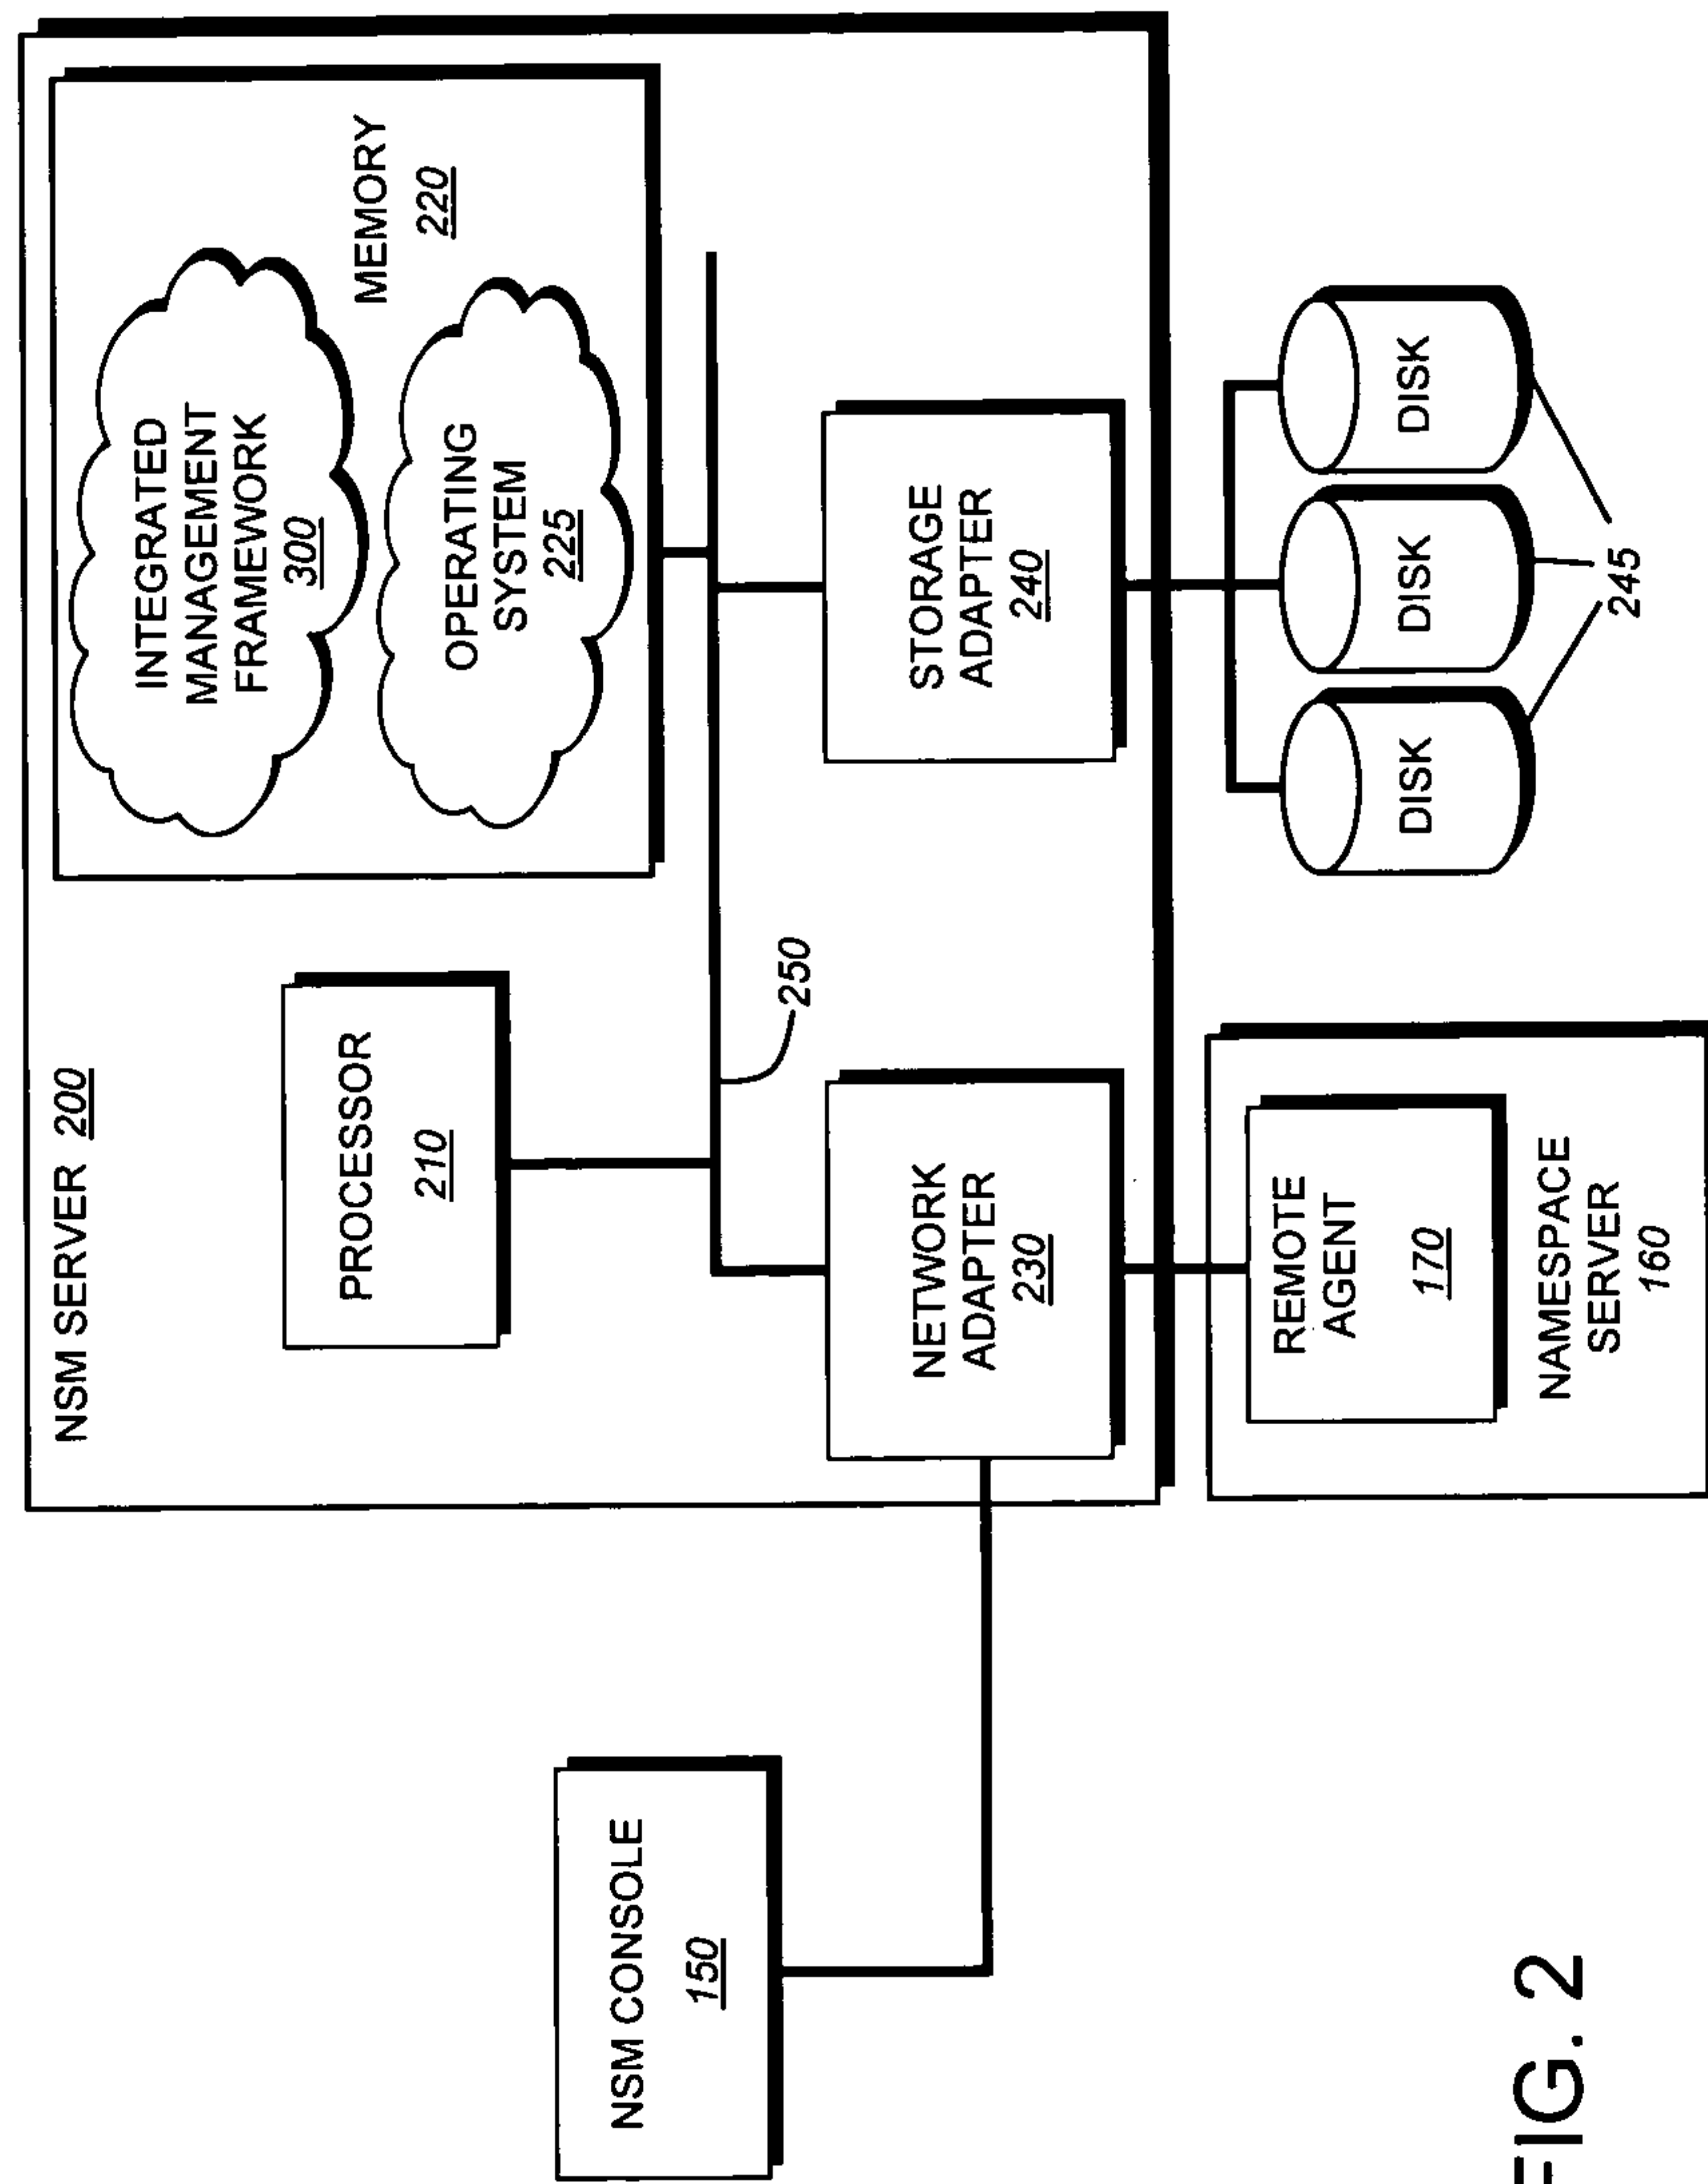 NSM SERVER 200
PROCESSOR
210
INTEGRATED
MANAGEMENT
FRAMEWORK
300
OPERATING
SYSTEM
225
MEMORY
220
250
NETWORK
ADAPTER
230
STORAGE
ADAPTER
240
NSM CONSOLE
150
REMOTE
AGENT
170
NAMESPACE
SERVER
160
DISK
DISK
DISK
245
FIG. 2